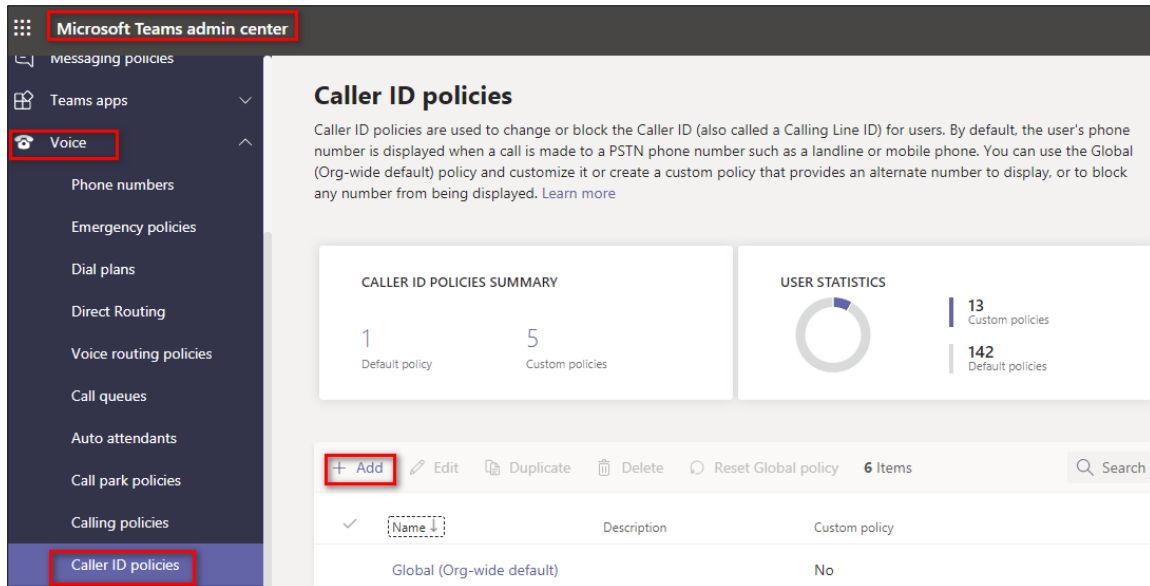 Microsoft Teams admin center
Messaging policies
Teams apps
Voice
Phone numbers
Emergency policies
Dial plans
Direct Routing
Voice routing policies
Call queues
Auto attendants
Call park policies
Calling policies
Caller ID policies
Caller ID policies
Caller ID policies are used to change or block the Caller ID (also called a Calling Line ID) for users. By default, the user's phone
number is displayed when a call is made to a PSTN phone number such as a landline or mobile phone. You can use the Global
(Org-wide default) policy and customize it or create a custom policy that provides an alternate number to display, or to block
any number from being displayed. Learn more
CALLER ID POLICIES SUMMARY
1
Default policy
5
Custom policies
USER STATISTICS
13
Custom policies
142
Default policies
+ Add Edit Duplicate Delete Reset Global policy 6 Items Search
Name ↓ Description Custom policy
Global (Org-wide default) No